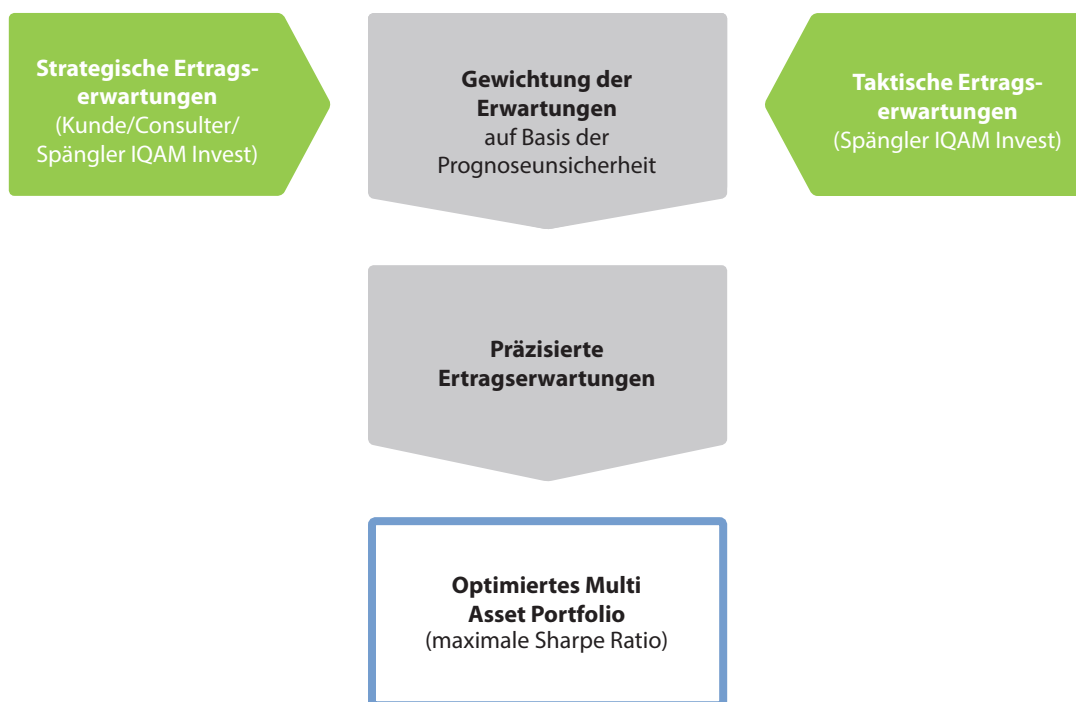 Strategische Ertrags-
erwartungen
(Kunde/Consulter/
Spängler IQAM Invest)
Gewichtung der
Erwartungen
auf Basis der
Prognoseunsicherheit
Taktische Ertrags-
erwartungen
(Spängler IQAM Invest)
Präzisierte
Ertragserwartungen
Optimiertes Multi
Asset Portfolio
(maximale Sharpe Ratio)